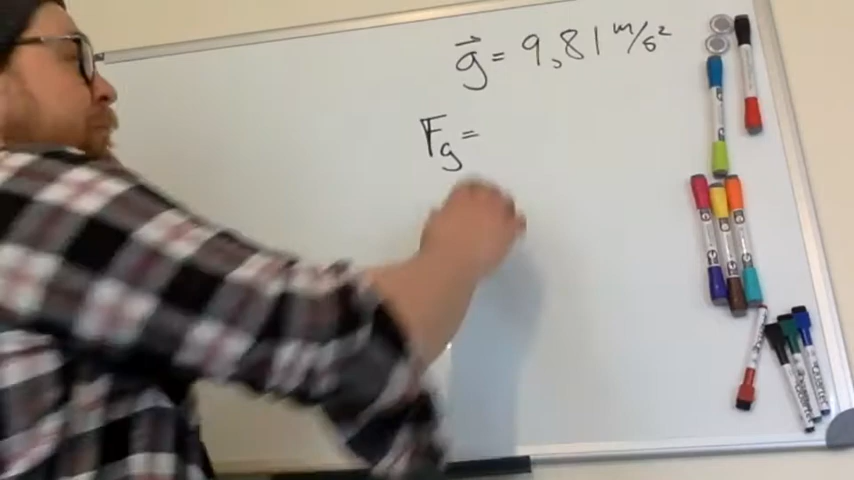 g⃗ = 9,81 m/s²
Fg =